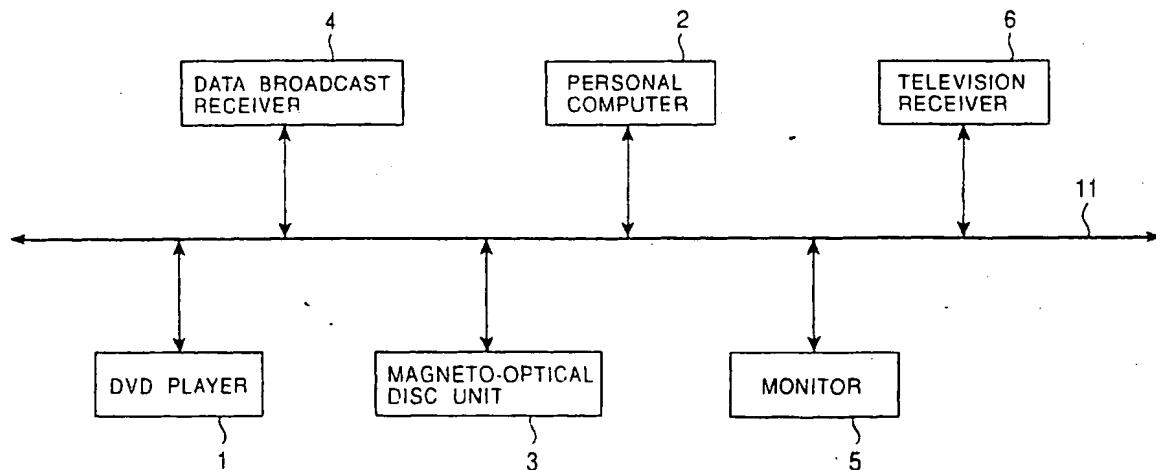 4
2
6
DATA BROADCAST
RECEIVER
PERSONAL
COMPUTER
TELEVISION
RECEIVER
11
DVD PLAYER
MAGNETO-OPTICAL
DISC UNIT
MONITOR
1
3
5